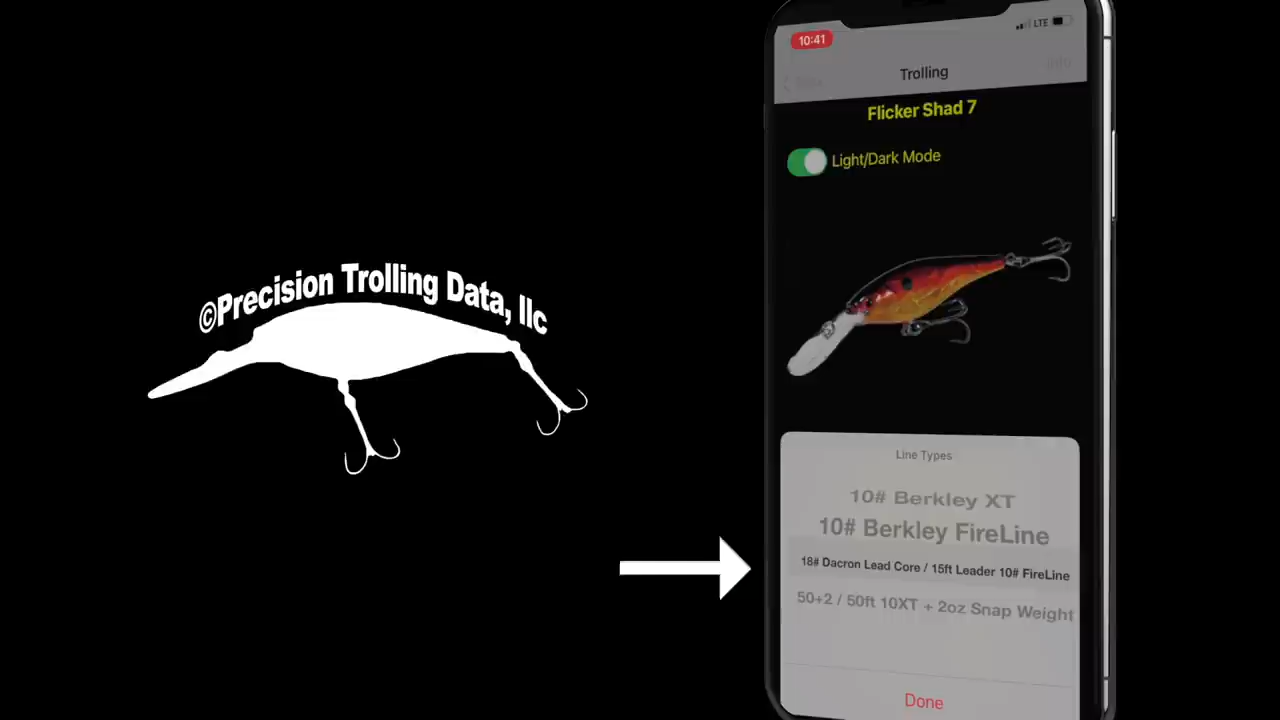 ©Precision Trolling Data, llc
10:41
LTE
Trolling
Flicker Shad 7
Light/Dark Mode
Line Types
10# Berkley XT
10# Berkley FireLine
18# Dacron Lead Core / 15ft Leader 10# FireLine
50+2 / 50ft 10XT + 2oz Snap Weight
Done